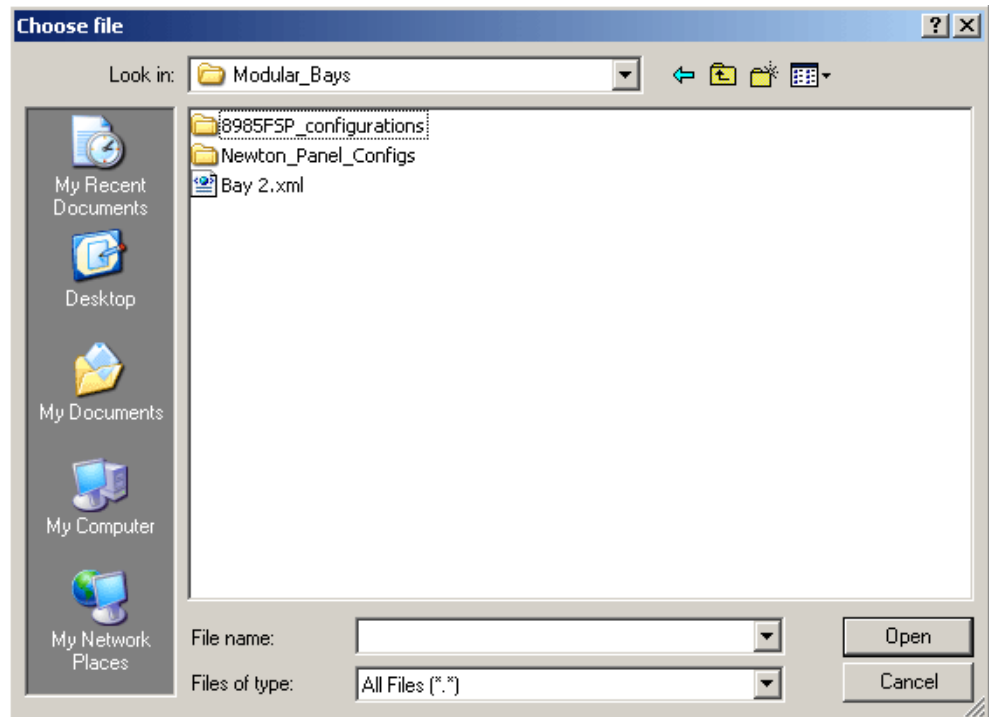 Choose file
Look in: Modular_Bays
8985FSP_configurations
Newton_Panel_Configs
Bay 2.xml
My Recent
Documents
Desktop
My Documents
My Computer
My Network
Places
File name:
Open
Files of type: All Files (*.*)
Cancel